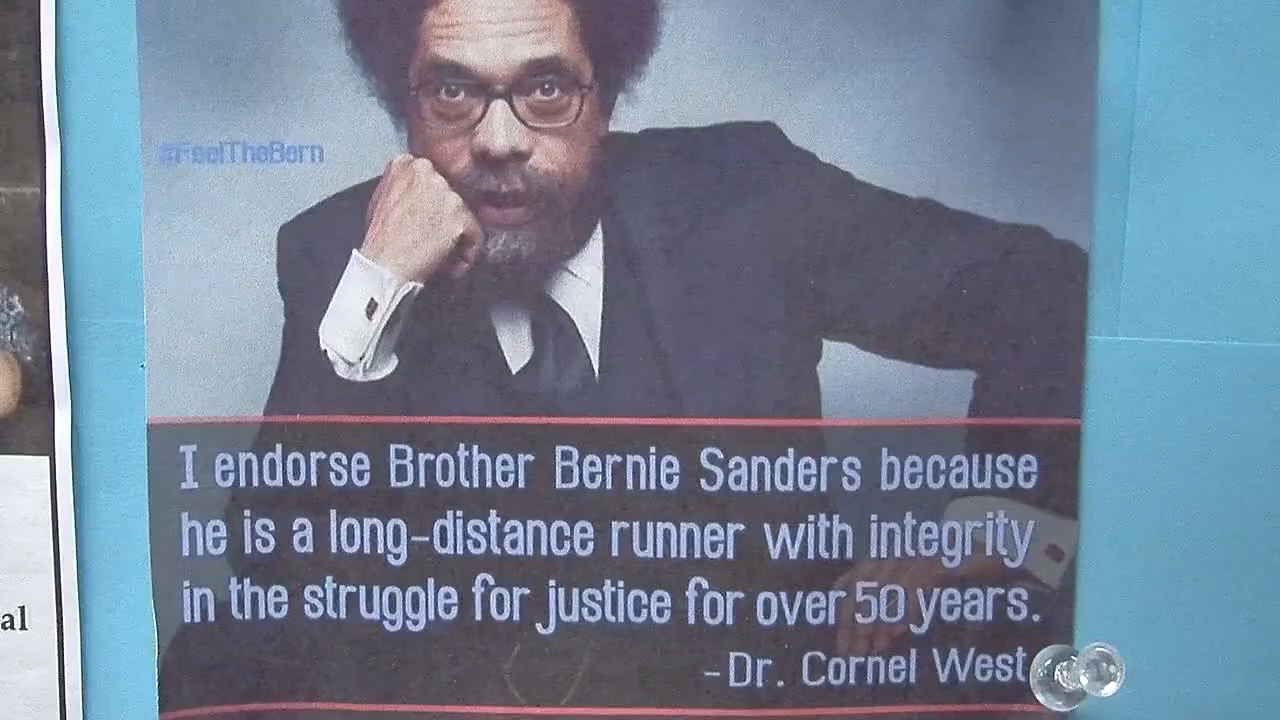 #FeelTheBern
I endorse Brother Bernie Sanders because
he is a long-distance runner with integrity
in the struggle for justice for over 50 years.
-Dr. Cornel West
al